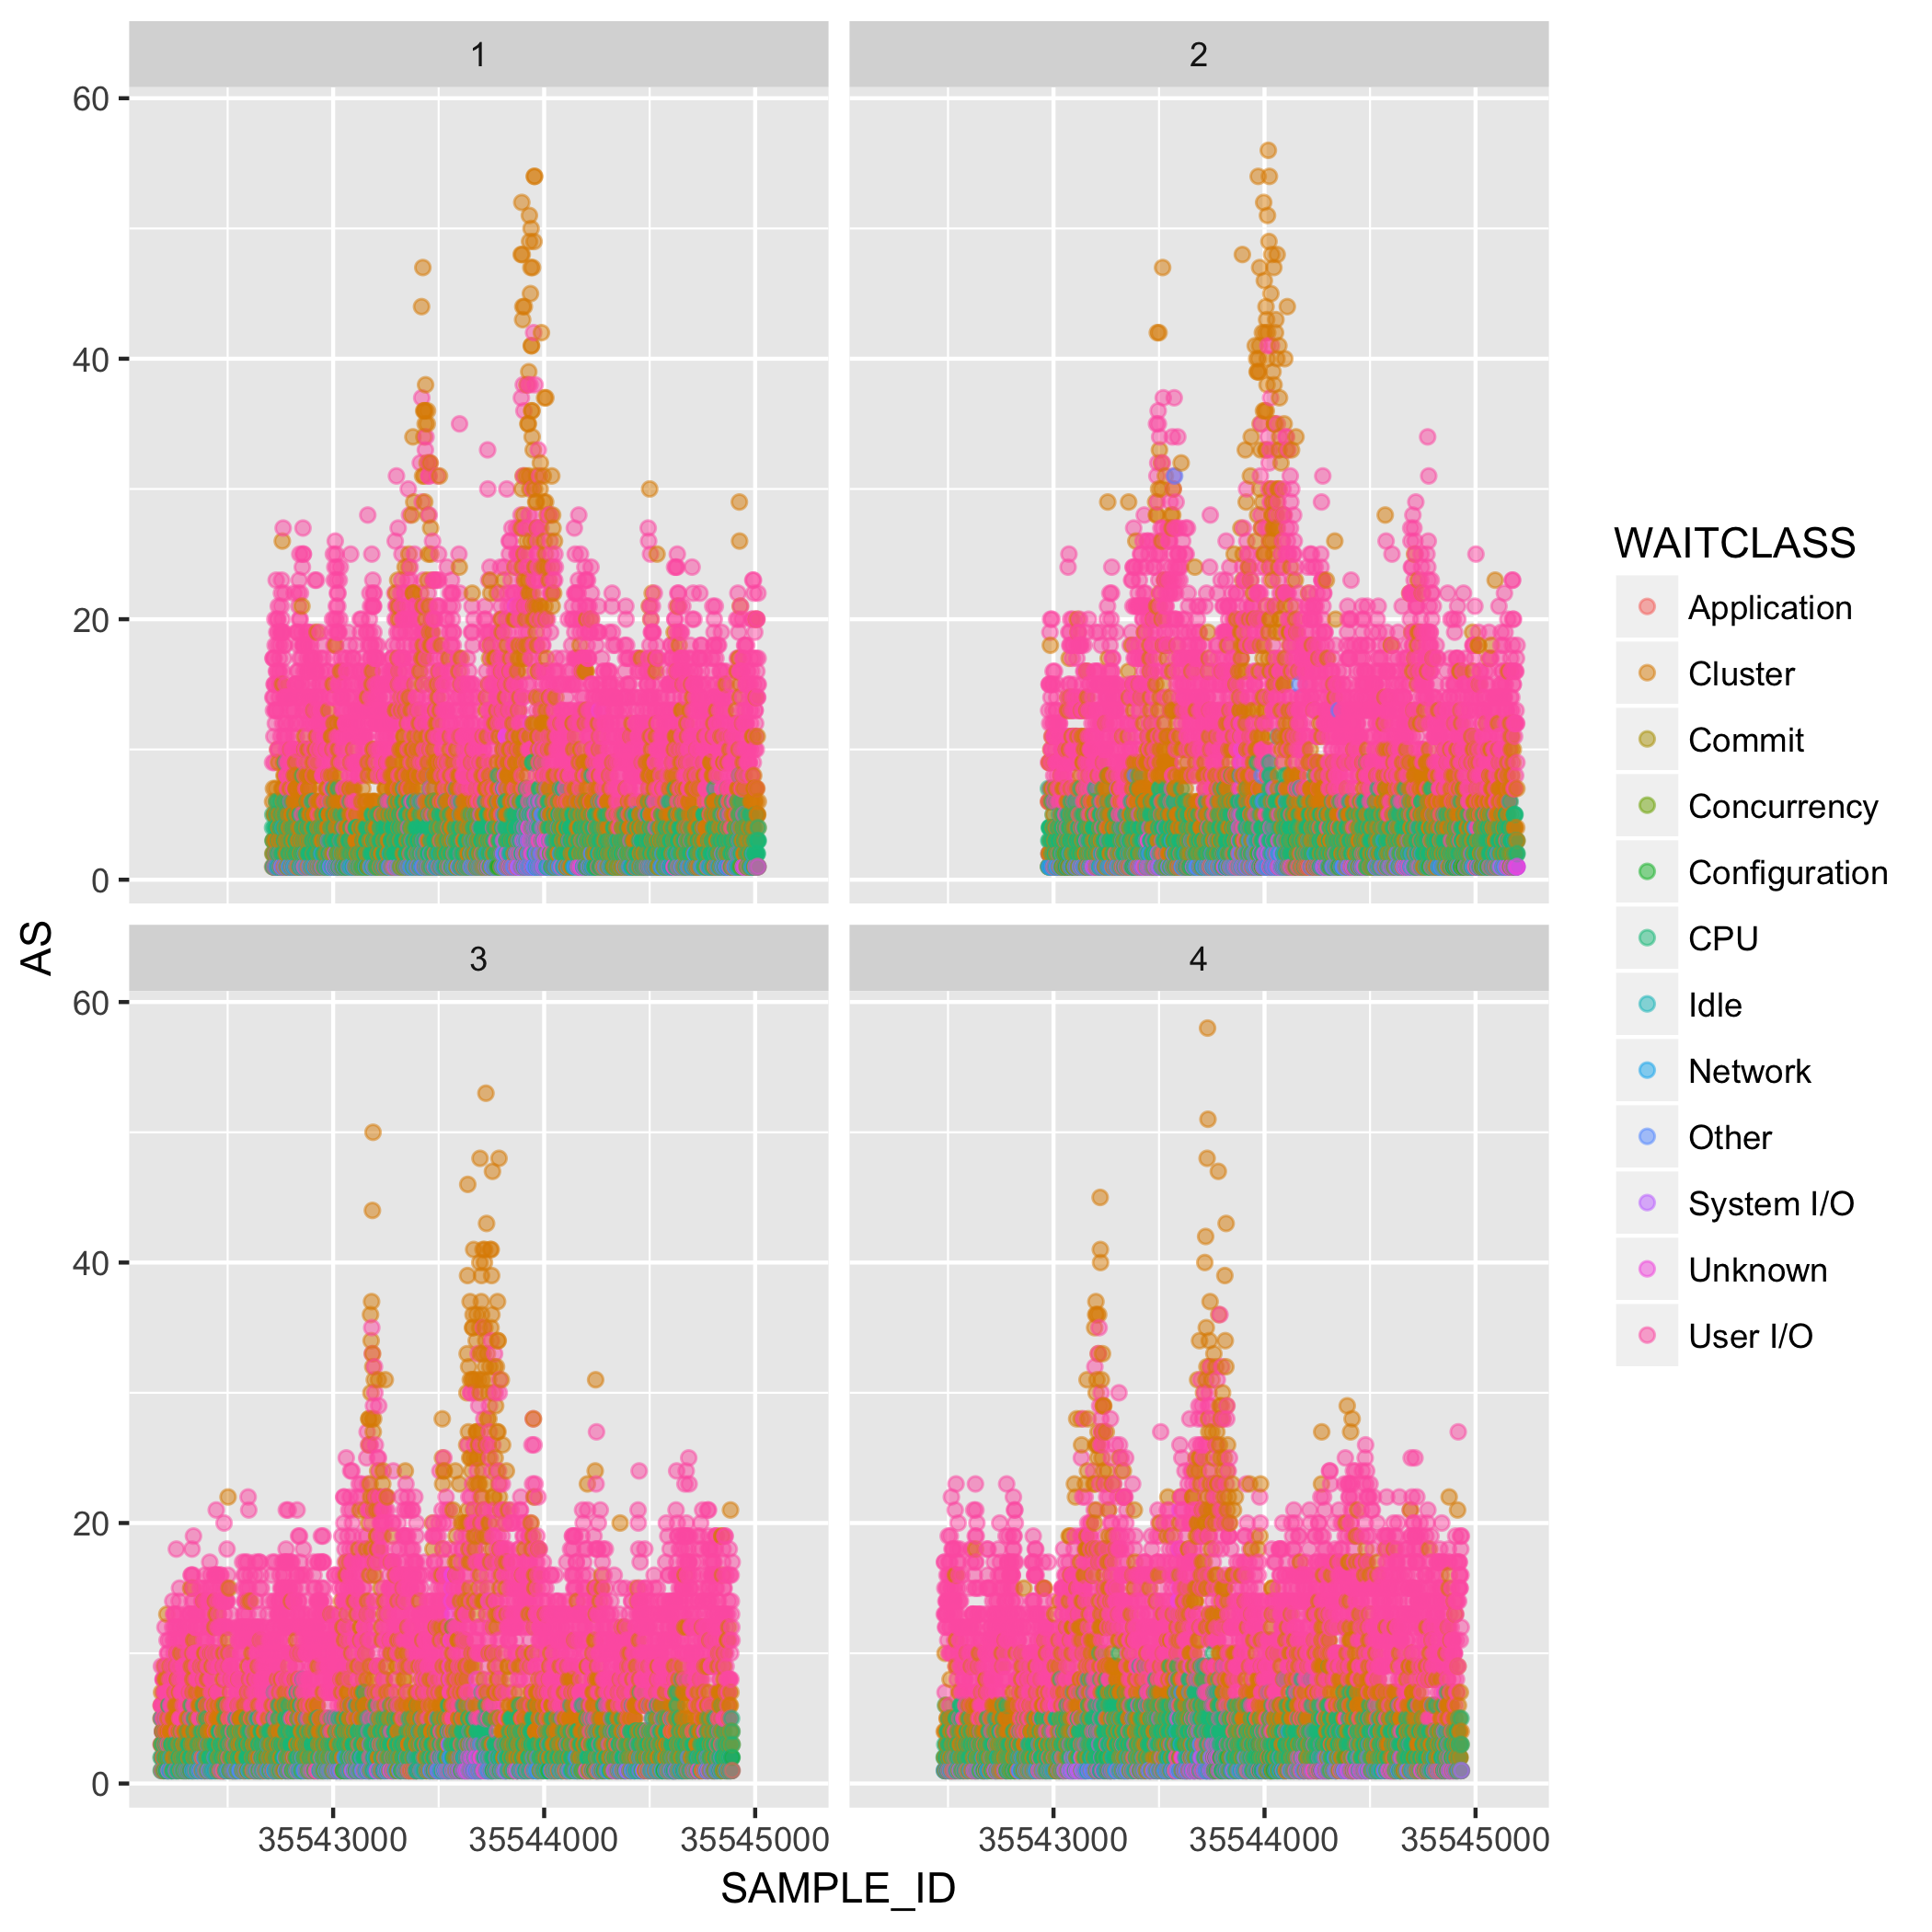 1
2
60
40
20
0
3
4
60
40
20
0
AS
35543000 35544000 35545000
35543000 35544000 35545000
SAMPLE_ID
WAITCLASS
Application
Cluster
Commit
Concurrency
Configuration
CPU
Idle
Network
Other
System I/O
Unknown
User I/O